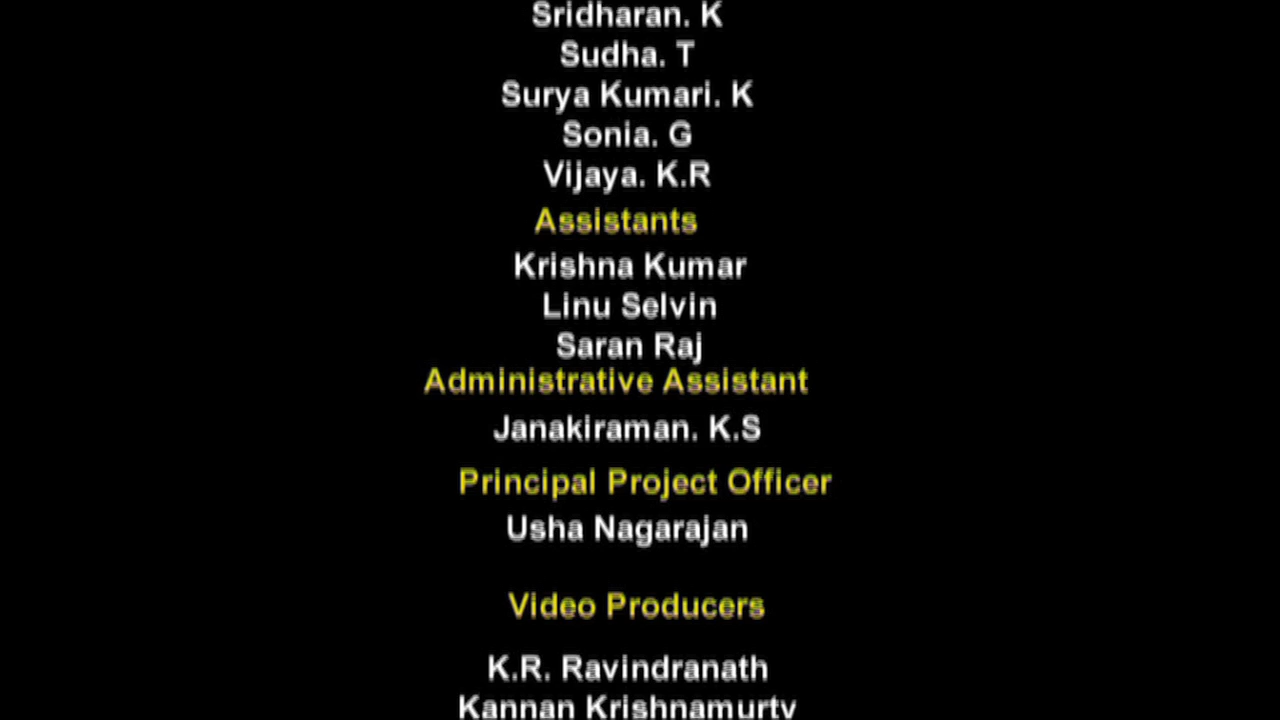 Sridharan. K
Sudha. T
Surya Kumari. K
Sonia. G
Vijaya. K.R
Assistants
Krishna Kumar
Linu Selvin
Saran Raj
Administrative Assistant
Janakiraman. K.S
Principal Project Officer
Usha Nagarajan
Video Producers
K.R. Ravindranath
Kannan Krishnamurty